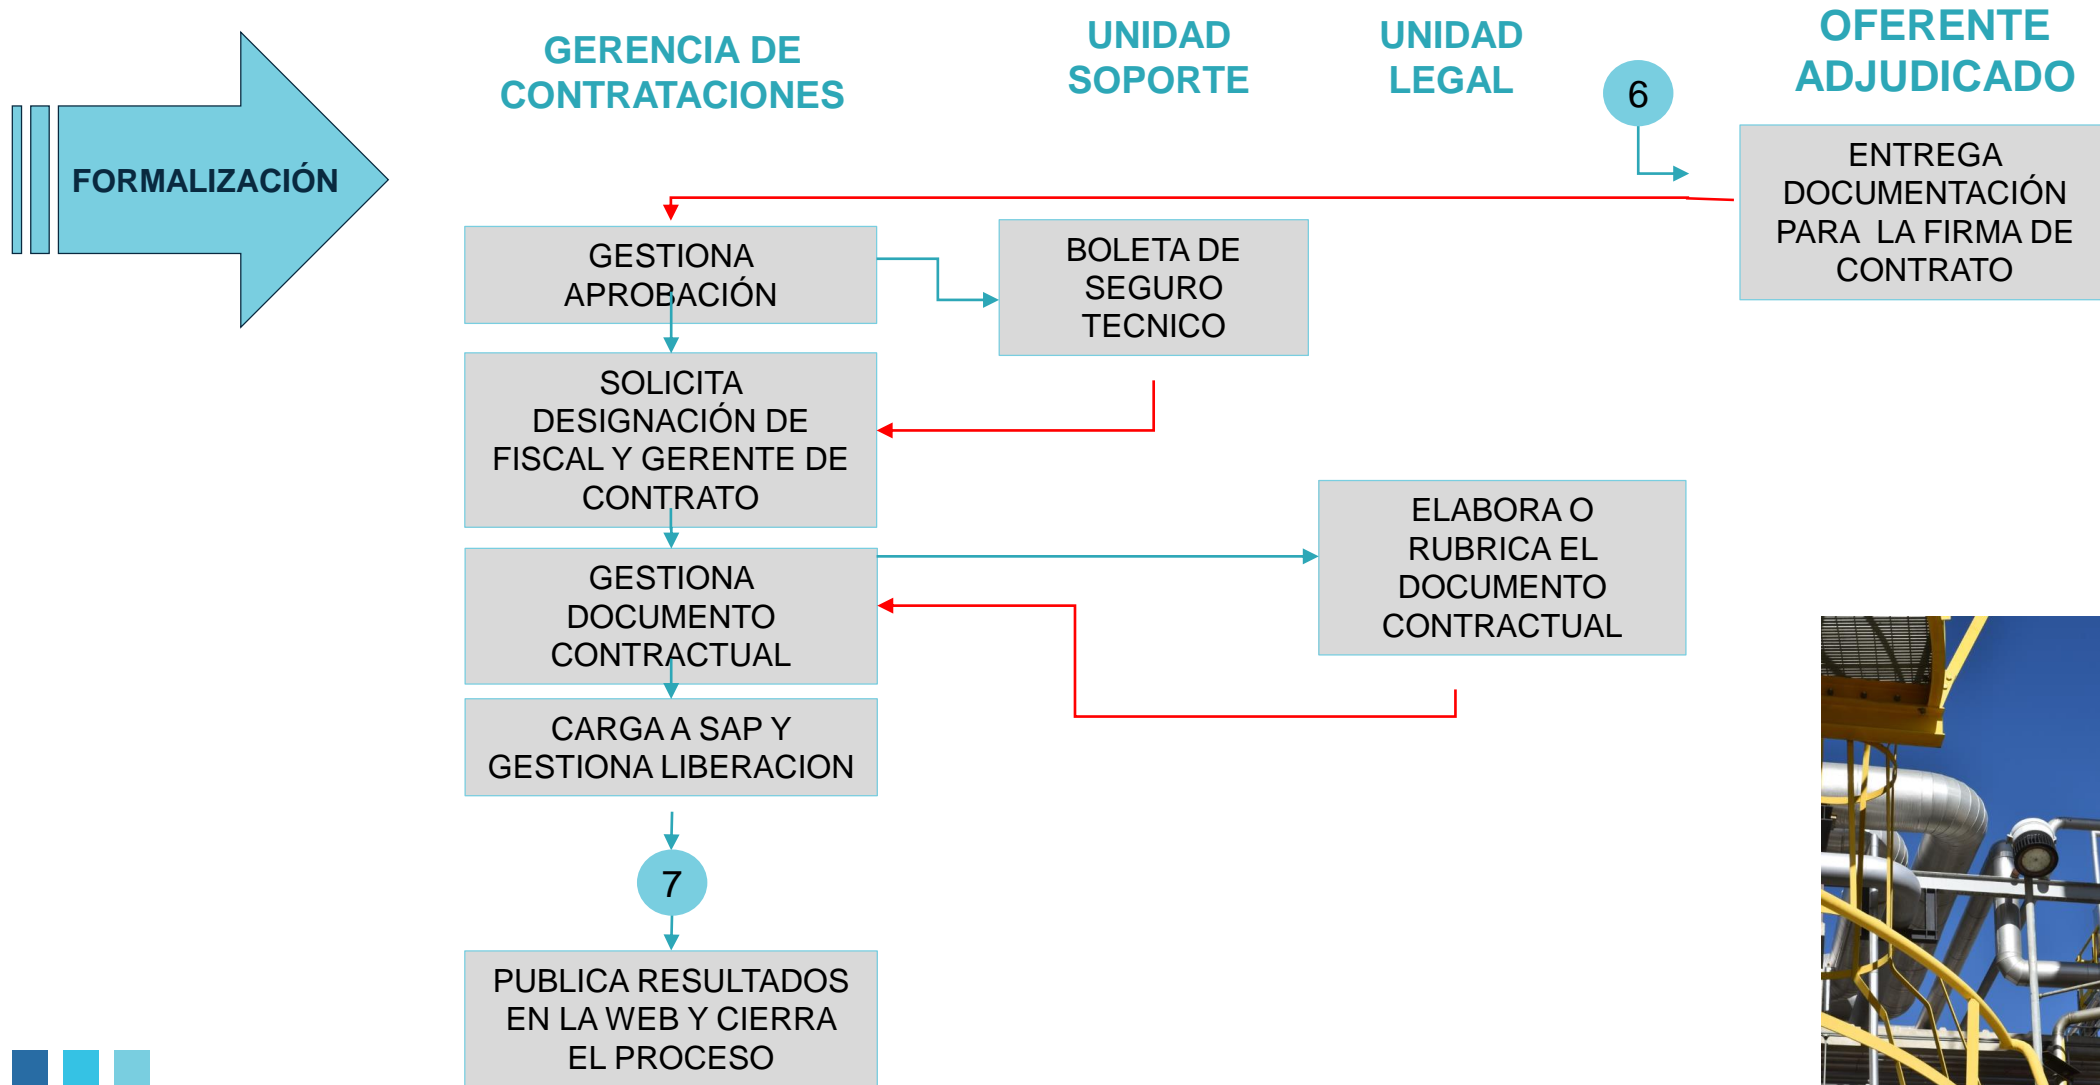 FORMALIZACIÓN
GERENCIA DE
CONTRATACIONES
UNIDAD
SOPORTE
UNIDAD
LEGAL
6
OFERENTE
ADJUDICADO
ENTREGA
DOCUMENTACIÓN
PARA LA FIRMA DE
CONTRATO
GESTIONA
APROBACIÓN
BOLETA DE
SEGURO
TECNICO
SOLICITA
DESIGNACIÓN DE
FISCAL Y GERENTE DE
CONTRATO
ELABORA O
RUBRICA EL
DOCUMENTO
CONTRACTUAL
GESTIONA
DOCUMENTO
CONTRACTUAL
CARGA A SAP Y
GESTIONA LIBERACION
7
PUBLICA RESULTADOS
EN LA WEB Y CIERRA
EL PROCESO